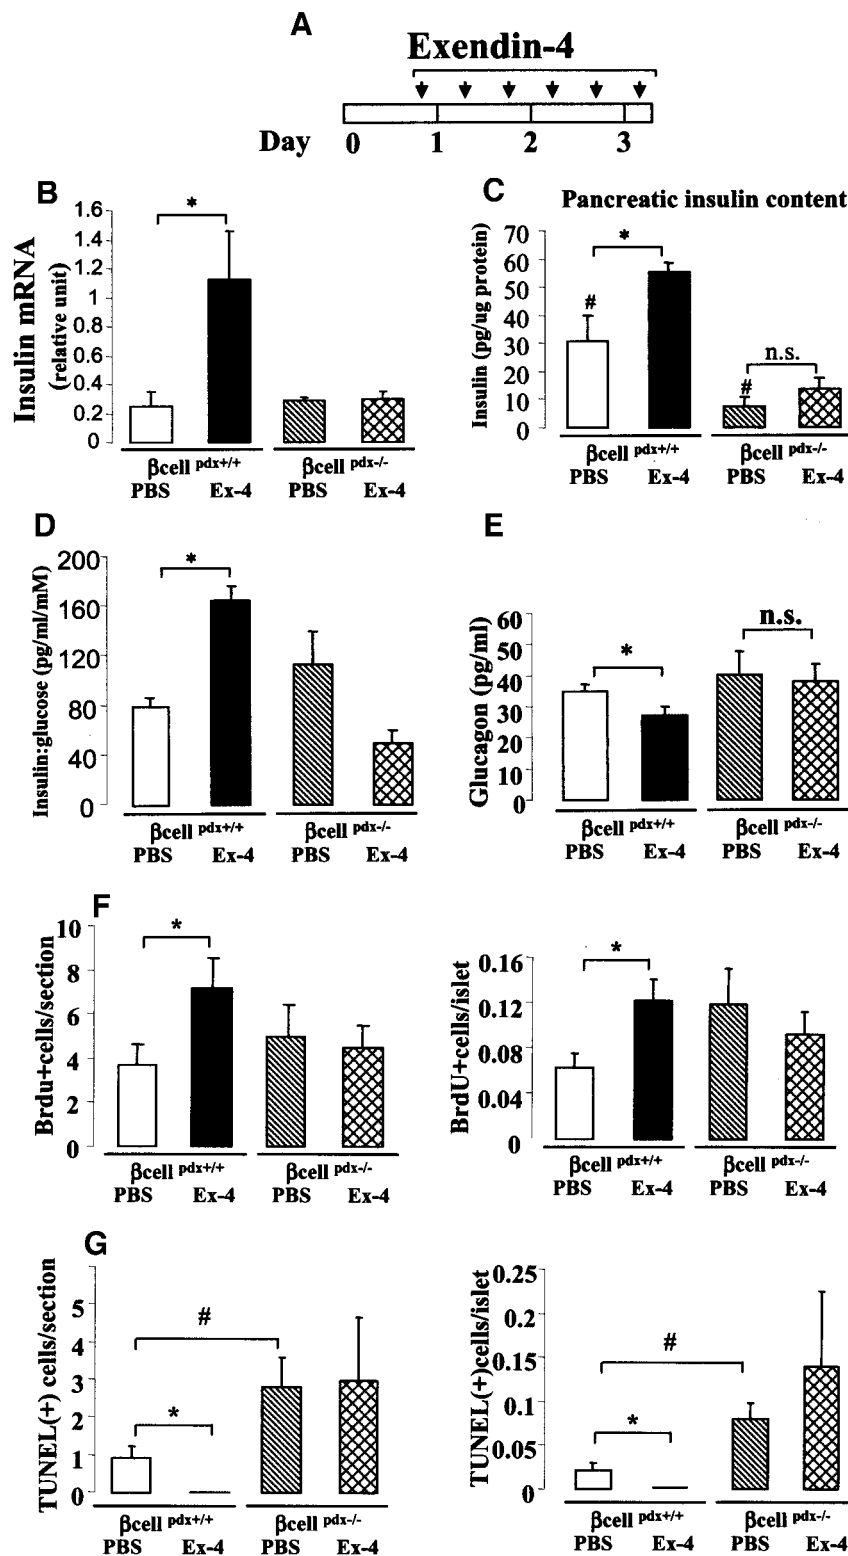 A
Exendin-4
Day 0 1 2 3
B
Insulin mRNA
(relative unit)
1.6
1.4
1.2
1
0.8
0.6
0.4
0.2
0
*
βcell pdx+/+ βcell pdx-/-
PBS Ex-4 PBS Ex-4
C
Pancreatic insulin content
Insulin (pg/ug protein)
70
60
50
40
30
20
10
0
*
#
#
n.s.
βcell pdx+/+ βcell pdx-/-
PBS Ex-4 PBS Ex-4
D
Insulin:glucose (pg/ml/mM)
200
160
120
80
40
0
*
βcell pdx+/+ βcell pdx-/-
PBS Ex-4 PBS Ex-4
E
Glucagon (pg/ml)
60
50
40
30
20
10
0
*
n.s.
βcell pdx+/+ βcell pdx-/-
PBS Ex-4 PBS Ex-4
F
Brdu+cells/section
10
8
6
4
2
0
*
βcell pdx+/+ βcell pdx-/-
PBS Ex-4 PBS Ex-4
BrdU+cells/islet
0.16
0.12
0.08
0.04
0
*
βcell pdx+/+ βcell pdx-/-
PBS Ex-4 PBS Ex-4
G
TUNEL(+) cells/section
5
4
3
2
1
0
#
*
βcell pdx+/+ βcell pdx-/-
PBS Ex-4 PBS Ex-4
TUNEL(+)cells/islet
0.25
0.2
0.15
0.1
0.05
0
#
*
βcell pdx+/+ βcell pdx-/-
PBS Ex-4 PBS Ex-4